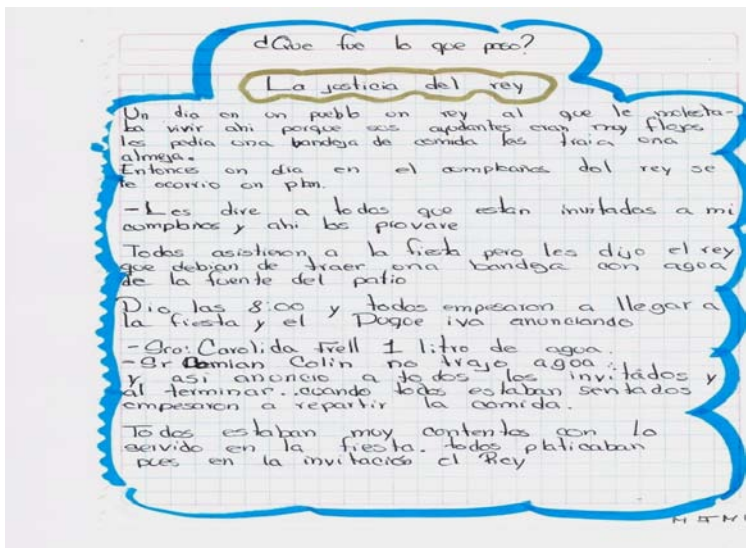 ¿Que fue lo que paso?
La justicia del rey
Un dia en un pueblo un rey al que le molesta-
ba vivir ahi porque sus ayudantes eran muy flojos
les pedia una bandeja de comida les traia una
almeja.
Entonces un dia en el cumpleaños del rey se
le ocorrio un plan.
-Les dire a todos que estan invitados a mi
cumplaños y ahi los provare
Todos asistieron a la fiesta pero les dijo el rey
que debian de traer una bandeja con agua
de la fuente del patio
Dio las 8:00 y todos empesaron a llegar a
la fiesta y el Duque iva anunciando
-Sra: Carolida Frell 1 litro de agua.
-Sr Damian Colin no trajo agua.
y asi anuncio a todos los invitados y
al terminar..cuando todos estaban sentados
empesaron a repartir la comida.
Todos estaban muy contentos con lo
servido en la fiesta. todos platicaban
pues en la invitación el Rey